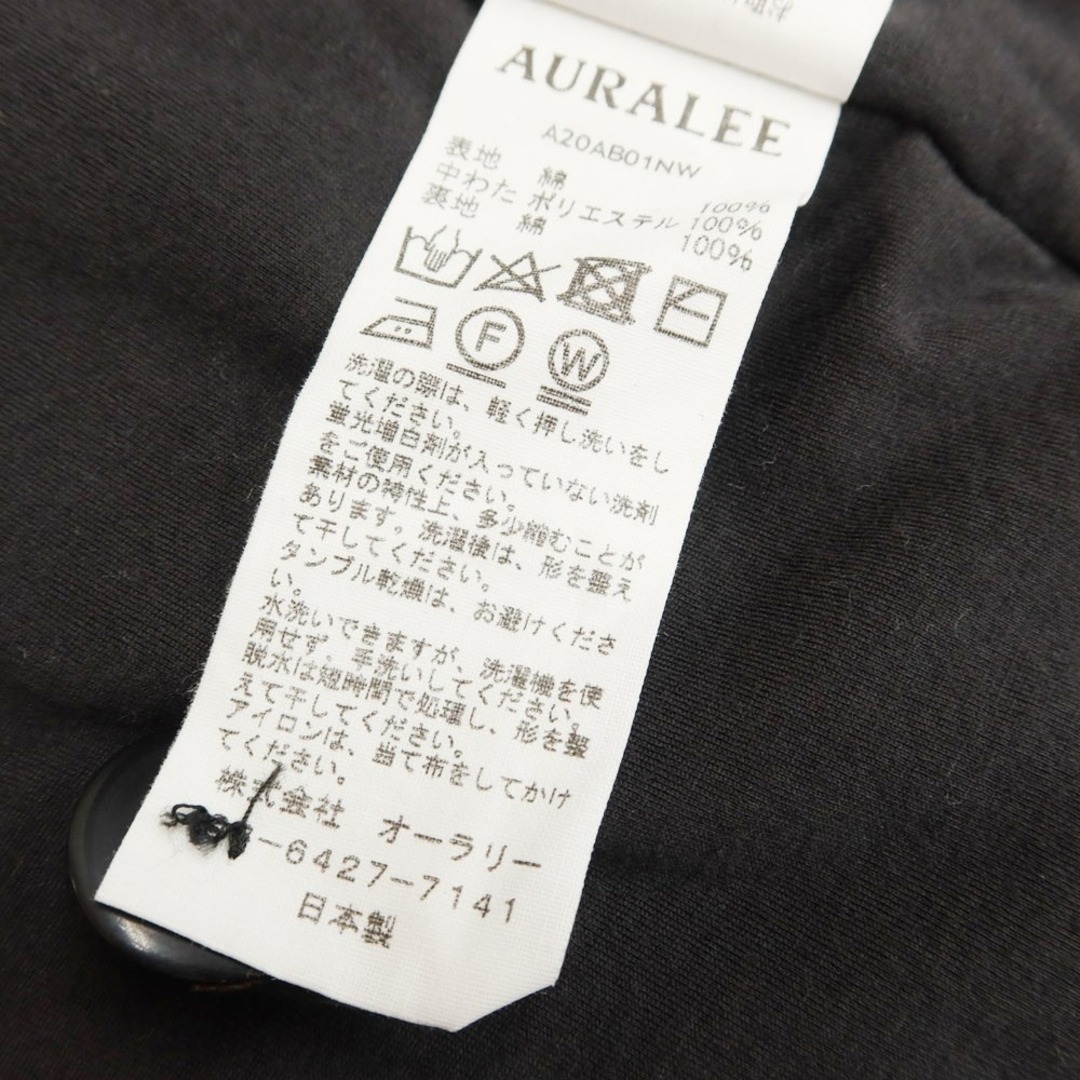 AURALEE
A20AB01NW
表地 綿 100%
中わた ポリエステル 100%
裏地 綿 100%
F W
洗濯の際は、軽く押し洗いをし
てください。
蛍光増白剤が入っていない洗剤
をご使用ください。
素材の特性上、多少縮むことが
あります。洗濯後は、形を整え
て干してください。
タンブル乾燥は、お避けくださ
い。
水洗いできますが、洗濯機を使
用せず、手洗いしてください。
脱水は短時間で処理し、形を整
えて干してください。
アイロンは、当て布をしてかけ
てください。
株式会社 オーラリー
-6427-7141
日本製